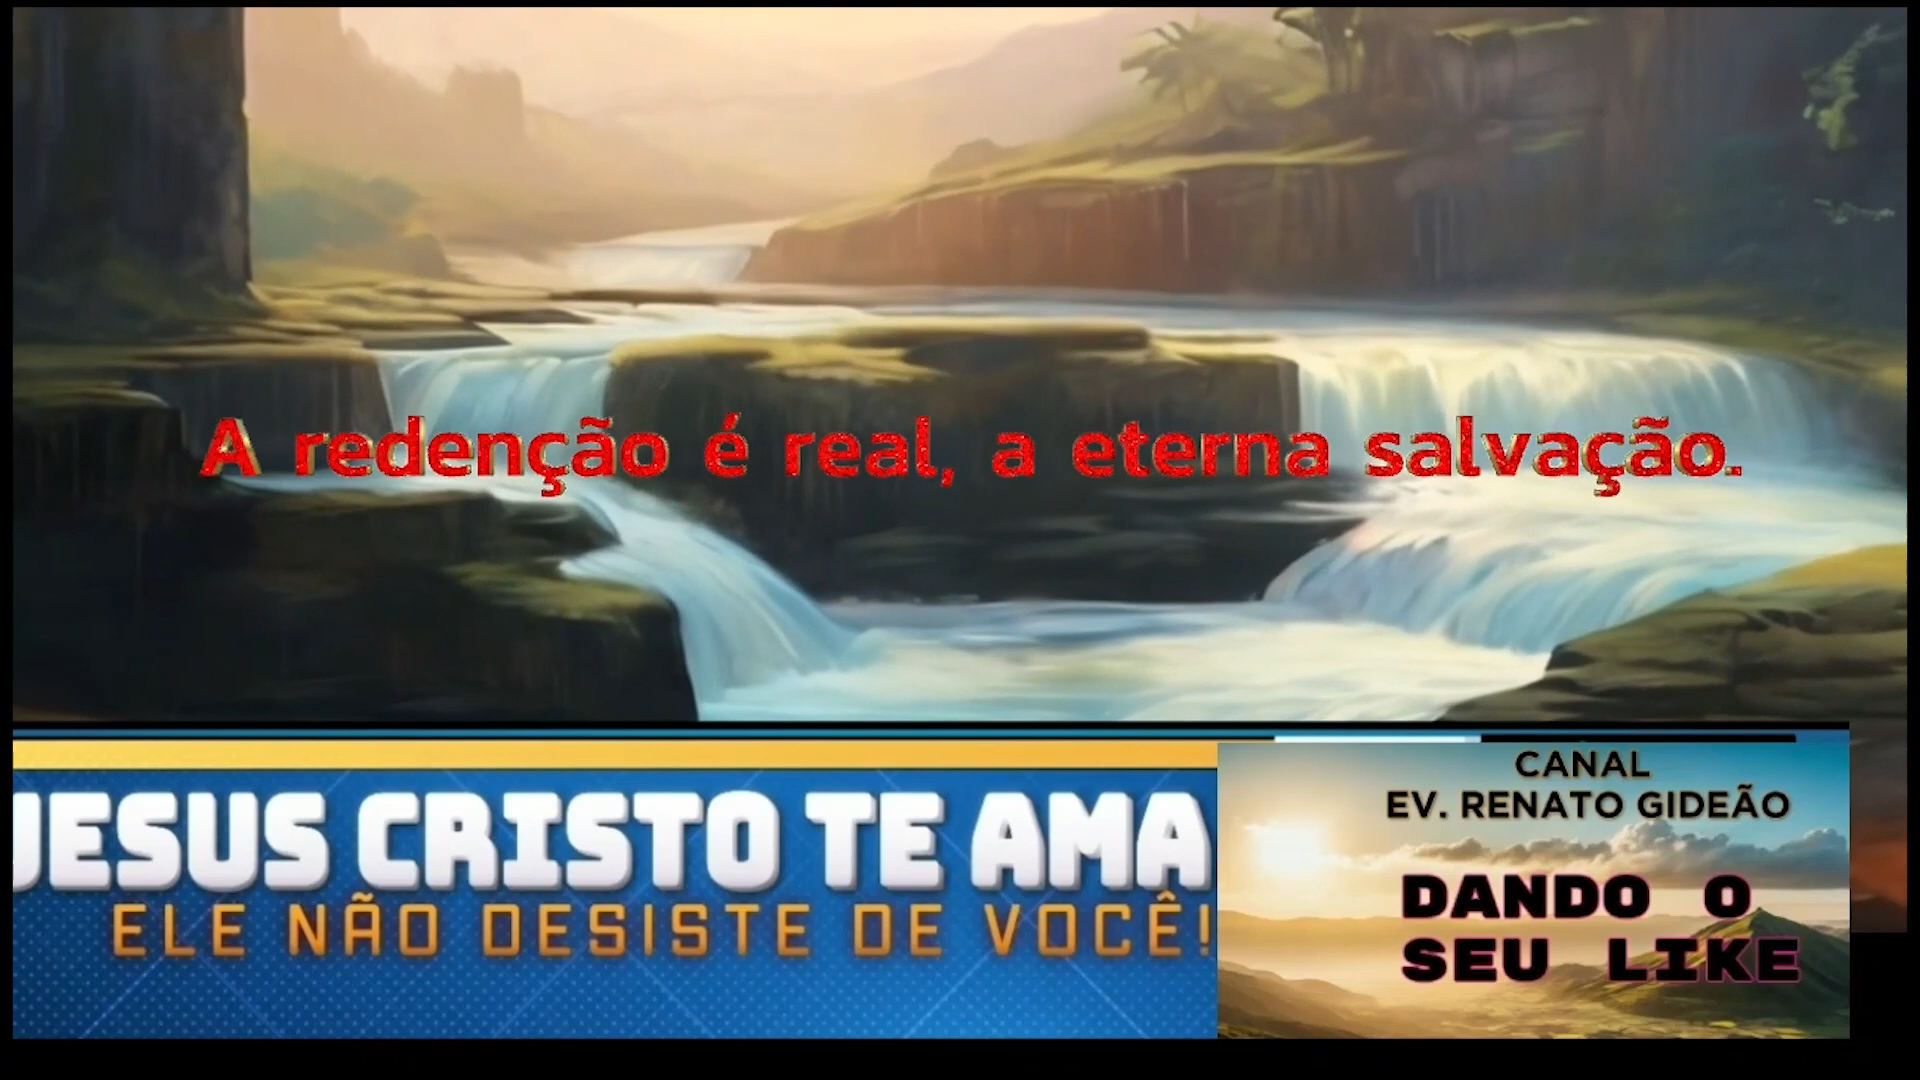 A redenção é real, a eterna salvação.
JESUS CRISTO TE AMA
ELE NÃO DESISTE DE VOCÊ!
CANAL
EV. RENATO GIDEÃO
DANDO O
SEU LIKE